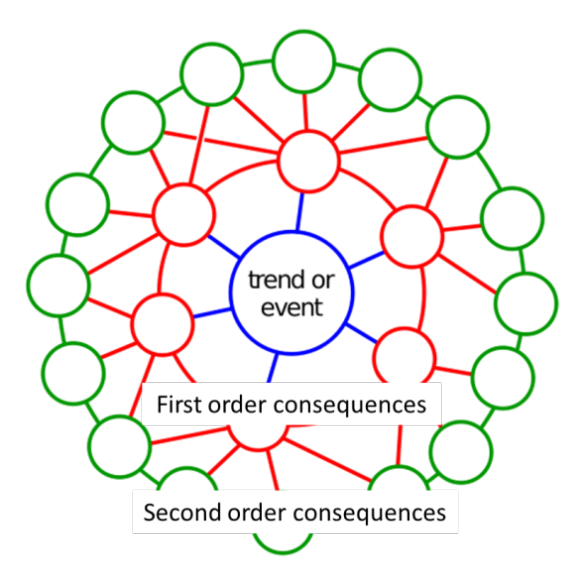 trend or
event
First order consequences
Second order consequences